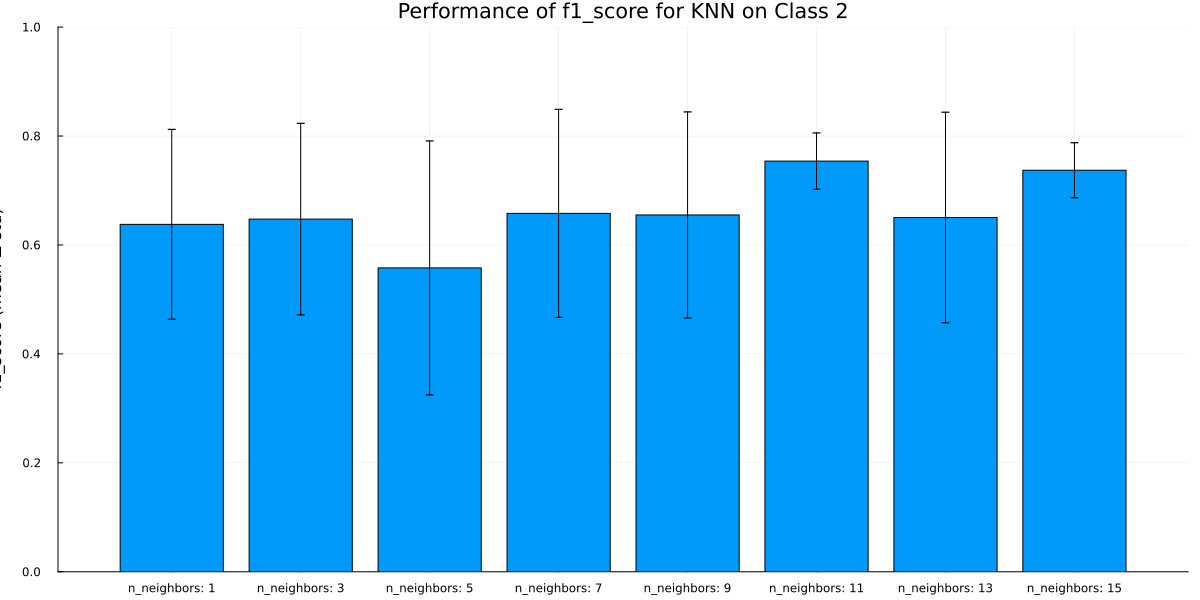 Performance of f1_score for KNN on Class 2
1.0
0.8
0.6
0.4
0.2
0.0
n_neighbors: 1
n_neighbors: 3
n_neighbors: 5
n_neighbors: 7
n_neighbors: 9
n_neighbors: 11
n_neighbors: 13
n_neighbors: 15